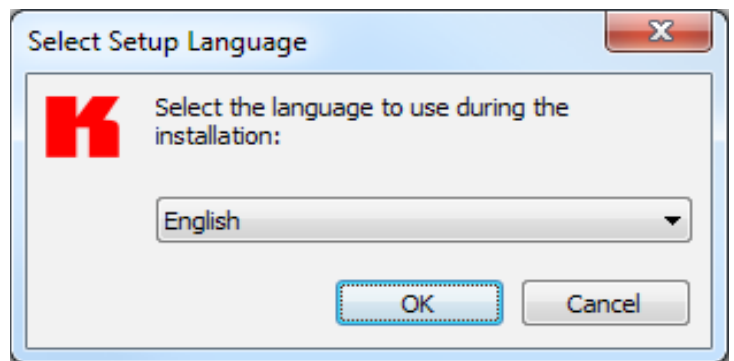 Select Setup Language
K
Select the language to use during the
installation:
English
OK
Cancel